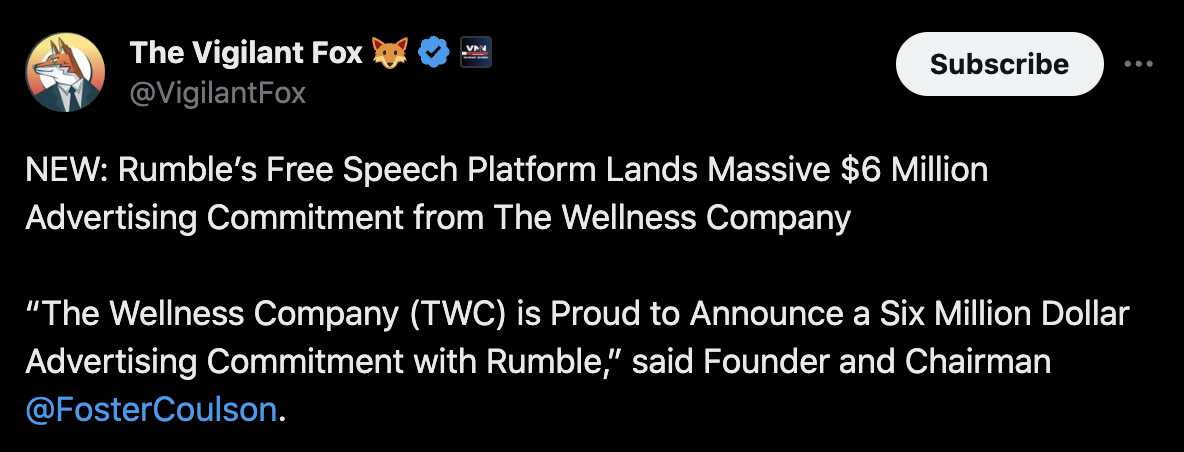 The Vigilant Fox 🦊
@VigilantFox
Subscribe
NEW: Rumble’s Free Speech Platform Lands Massive $6 Million
Advertising Commitment from The Wellness Company
“The Wellness Company (TWC) is Proud to Announce a Six Million Dollar
Advertising Commitment with Rumble,” said Founder and Chairman
@FosterCoulson.